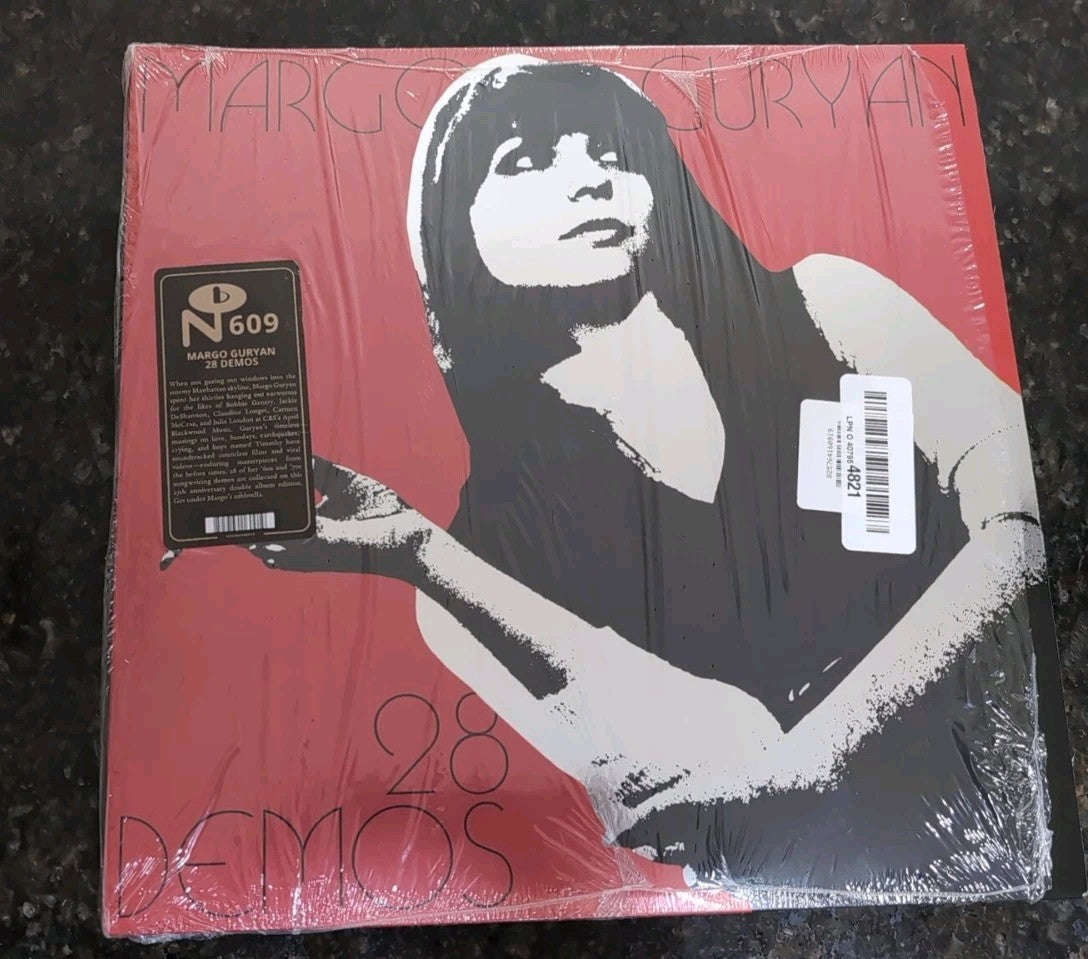 MARGO GURYAN
N 609
MARGO GURYAN
28 DEMOS
When not gazing out windows into the
stormy Manhattan skyline, Margo Guryan
spent her thirties banging out earworms
for the likes of Bobbie Gentry, Jackie
DeShannon, Claudine Longet, Carmen
McCrae, and Julie London at CBS's April
Blackwood Music. Guryan's timeless
musings on love, Sundays, earthquakes,
crying, and boys named Timothy have
soundtracked countless films and viral
videos—enduring masterpieces from
the before times; all of her '60s and '70s
songwriting demos are collected on this
25th anniversary double album edition.
Get under Margo's umbrella.
LPN O 40795 4821
28
DEMOS